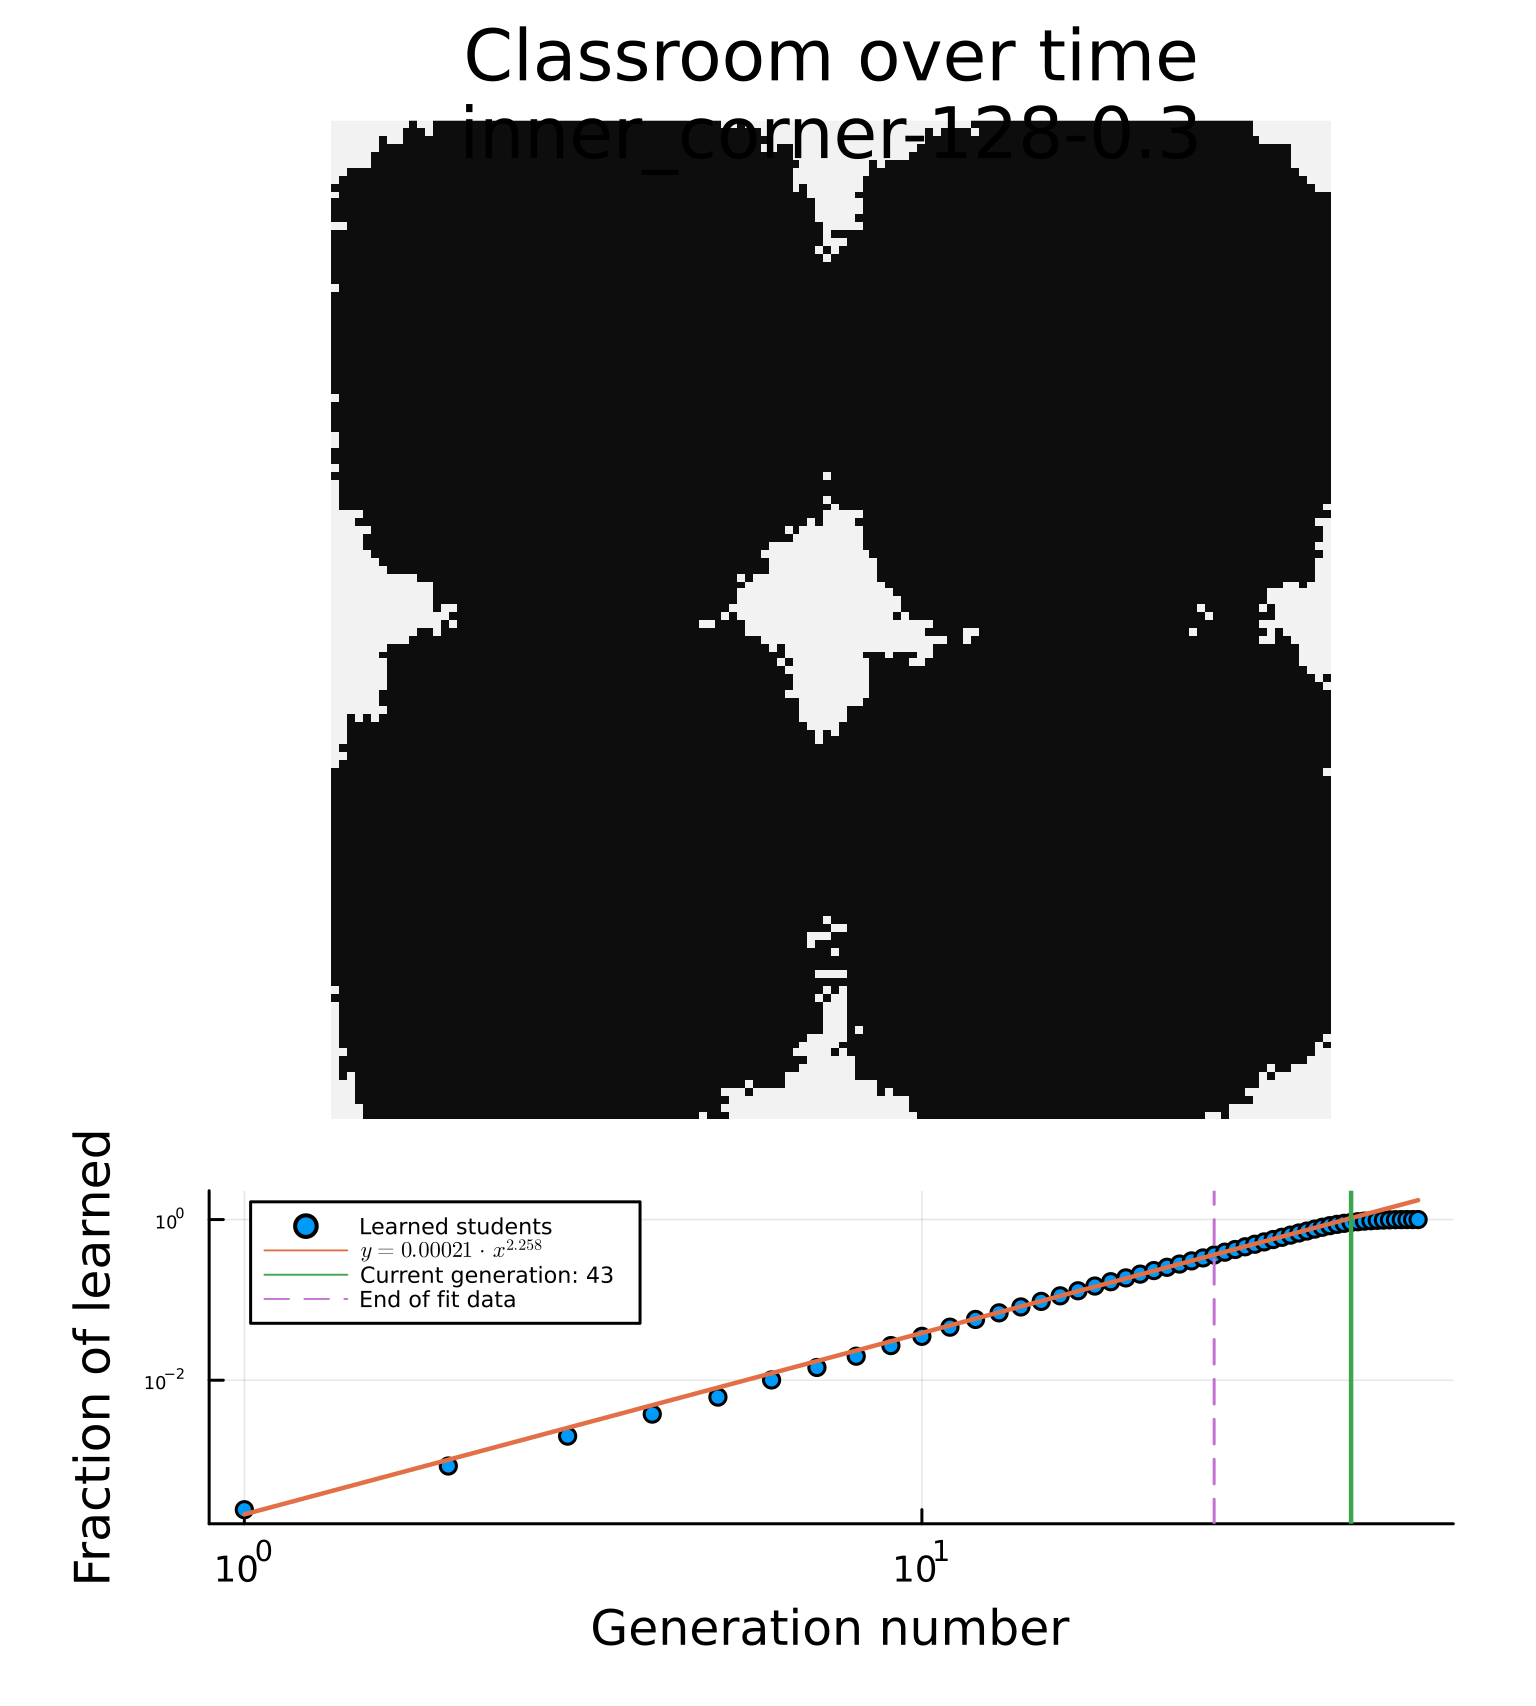 Classroom over time
inner_corner-128-0.3
Fraction of learned
10⁰
10⁻²
Learned students
y = 0.00021 · x^{2.258}
Current generation: 43
End of fit data
10⁰
10¹
Generation number